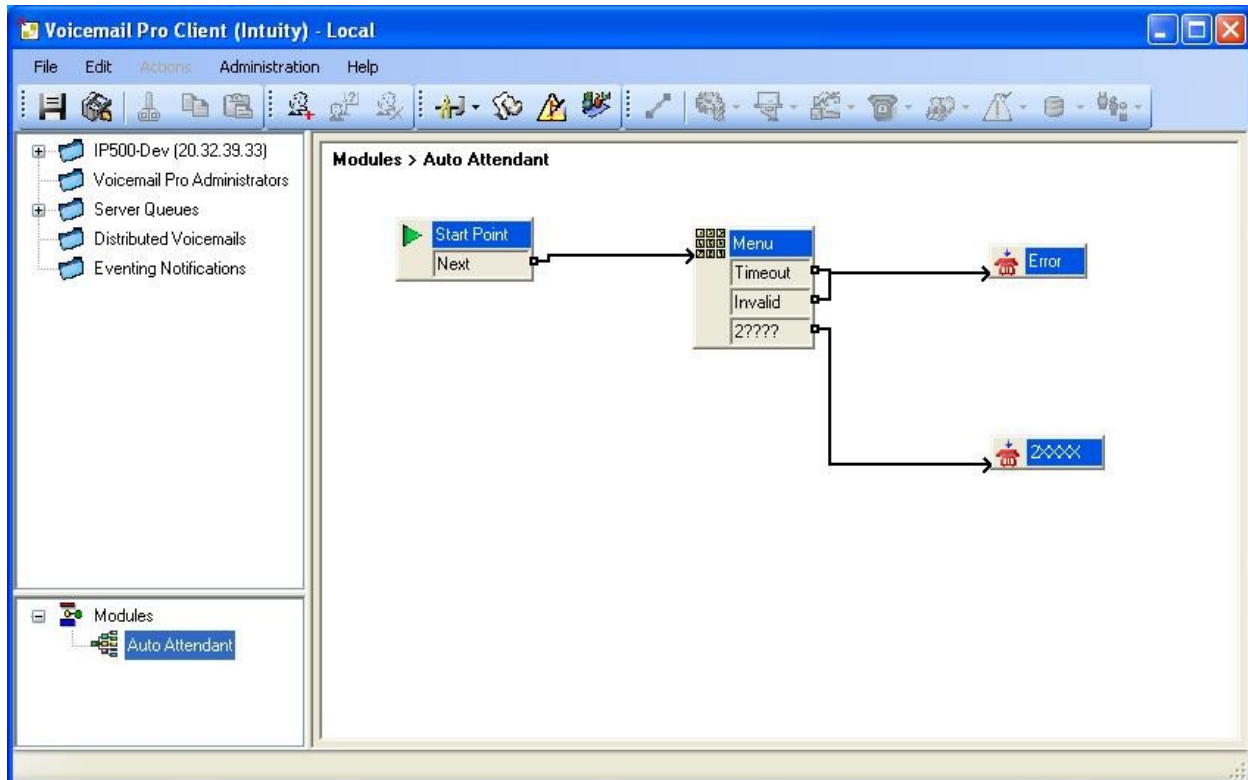 Voicemail Pro Client (Intuity) - Local
File Edit Actions Administration Help
IP500-Dev (20.32.39.33)
Voicemail Pro Administrators
Server Queues
Distributed Voicemails
Eventing Notifications
Modules > Auto Attendant
Start Point
Next
Menu
Timeout
Invalid
2????
Error
2XXXX
Modules
Auto Attendant